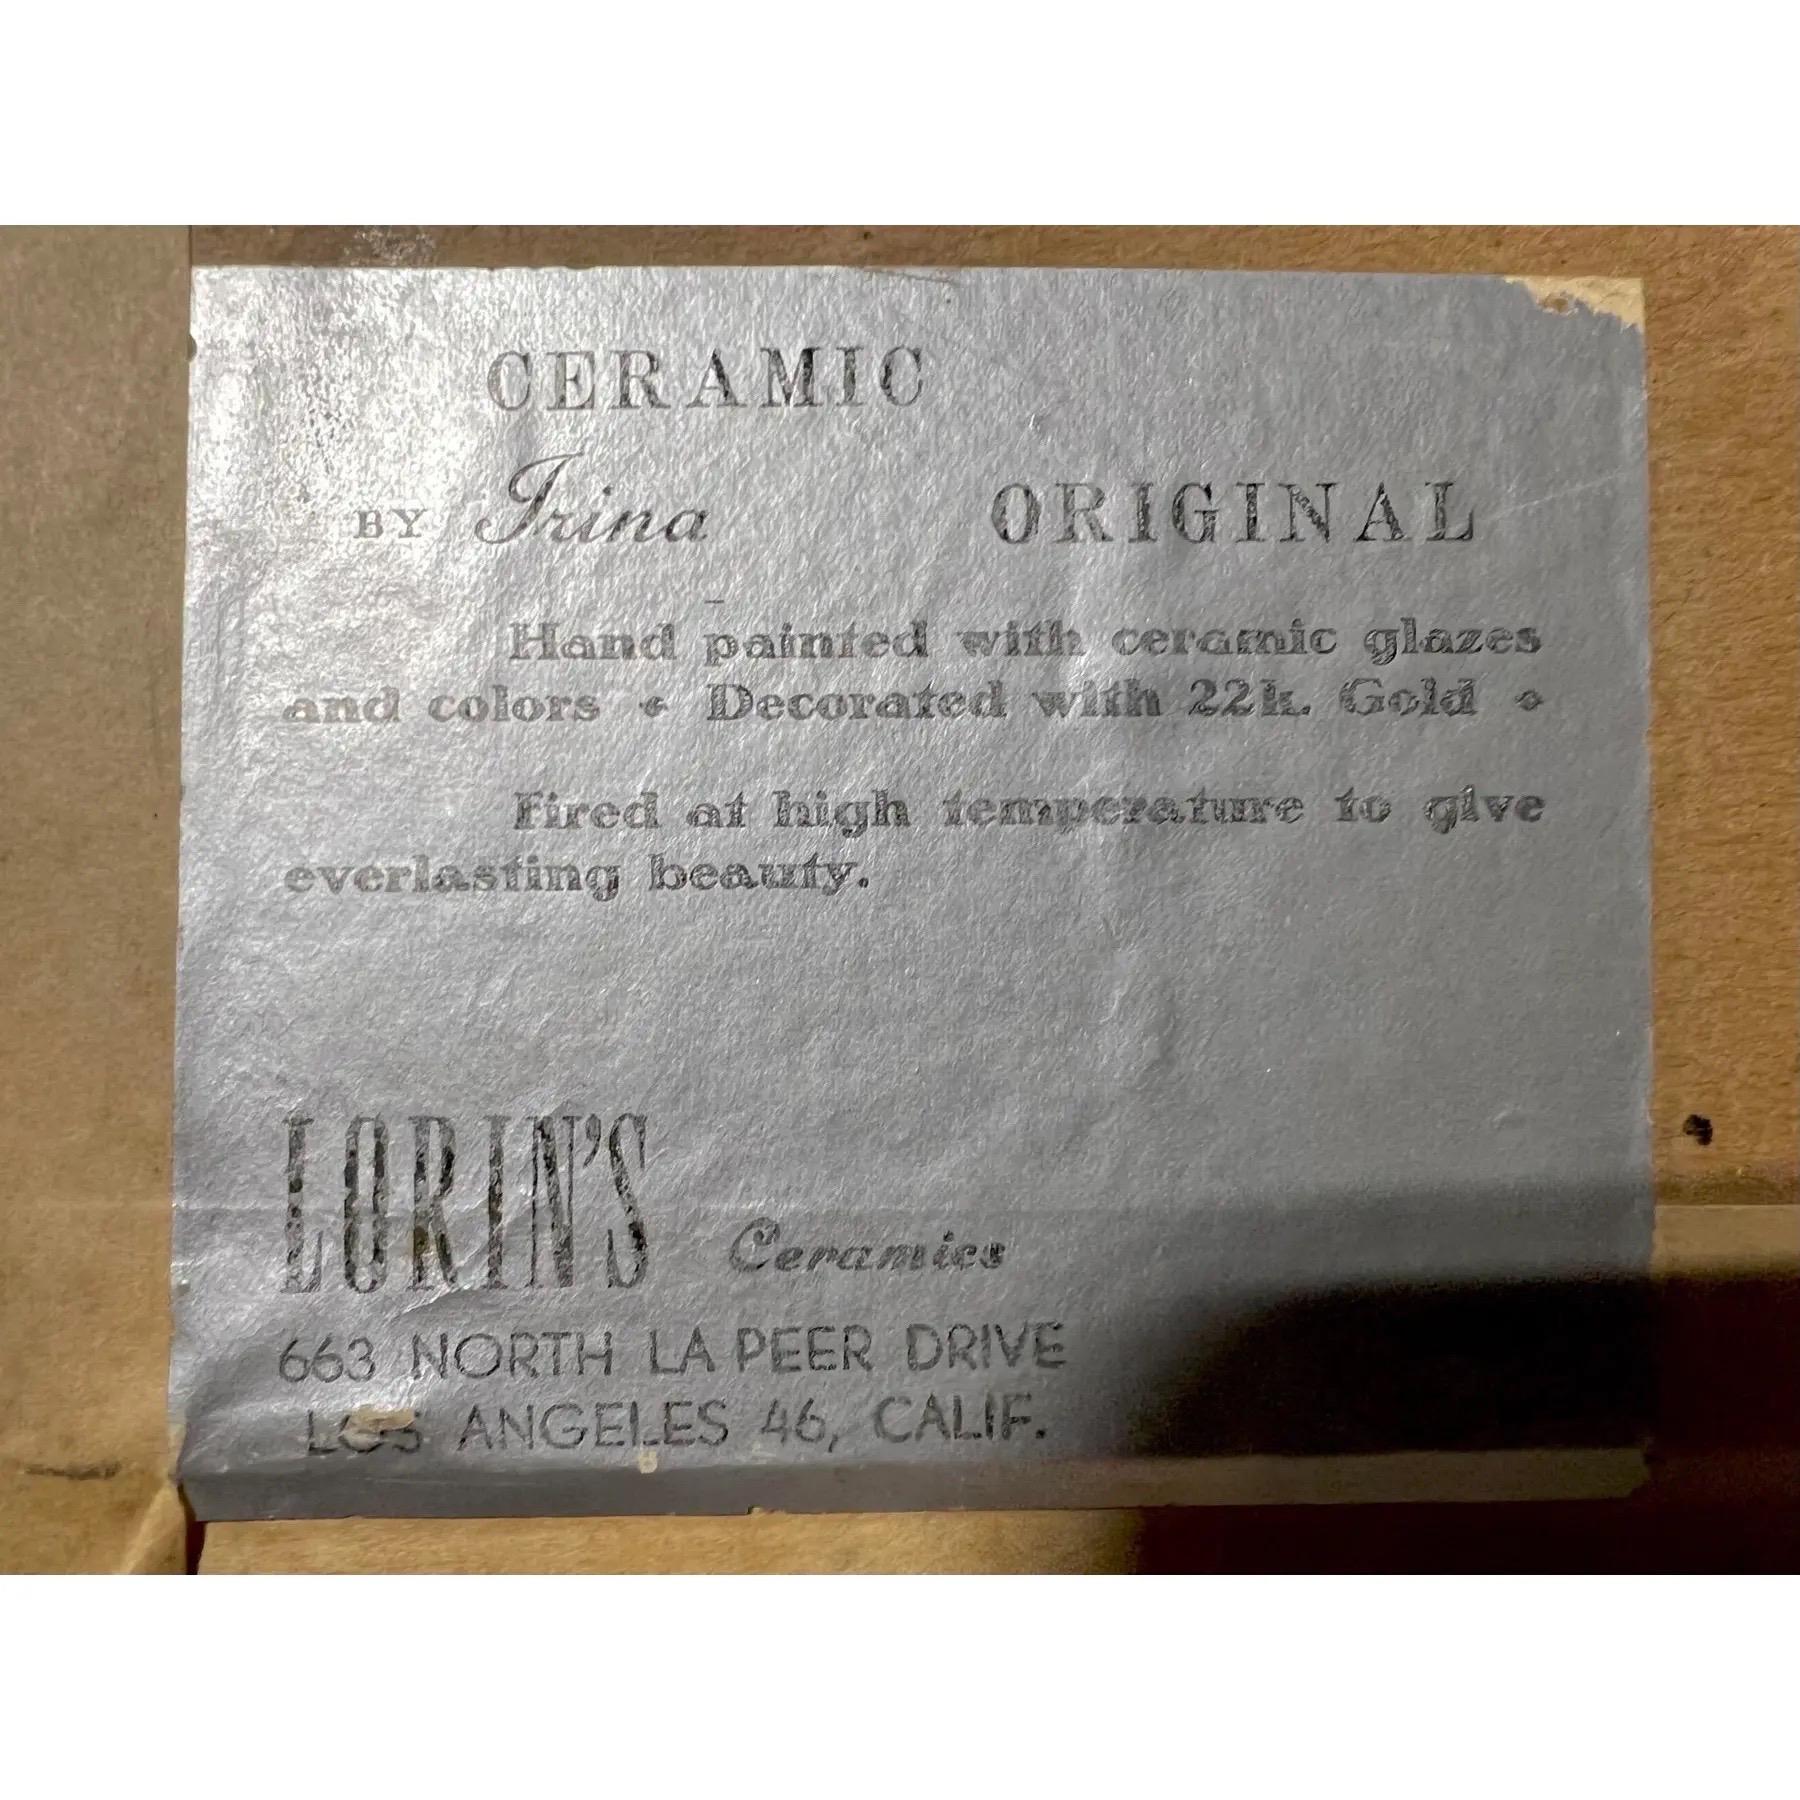 CERAMIC
BY Irina ORIGINAL
Hand painted with ceramic glazes
and colors Decorated with 22k. Gold
Fired at high temperature to give
everlasting beauty.
LORIN'S Ceramics
663 NORTH LA PEER DRIVE
LOS ANGELES 46, CALIF.